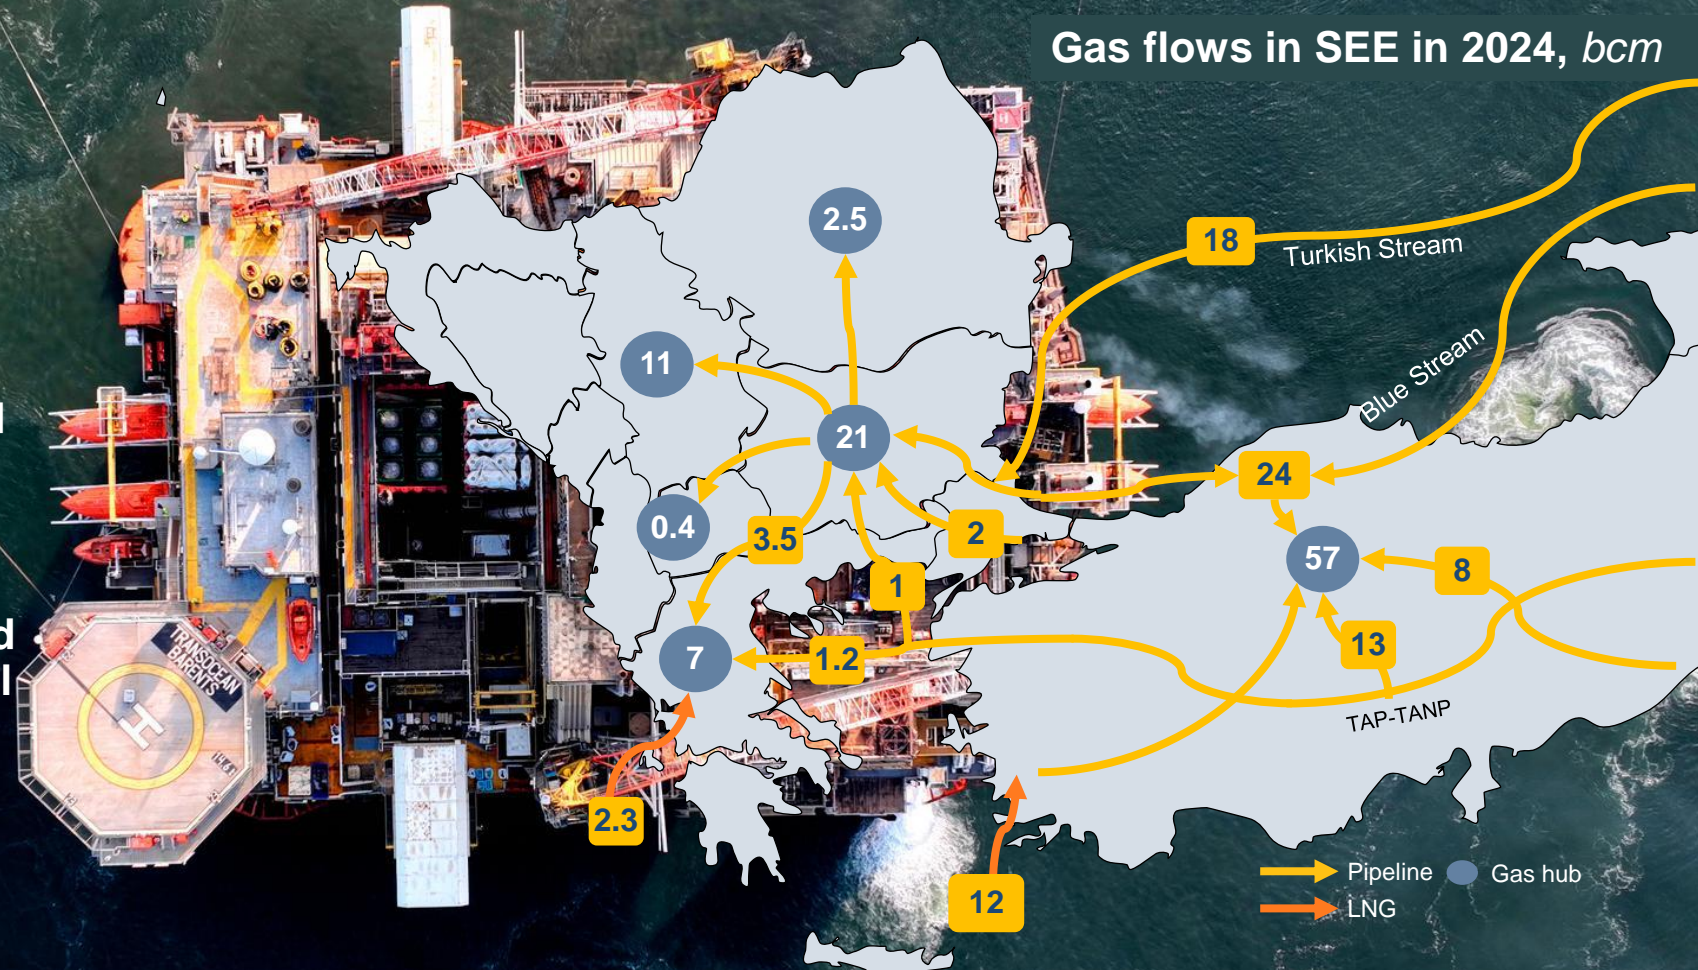 Gas flows in SEE in 2024, bcm
2.5
18
Turkish Stream
11
Blue Stream
21
24
0.4
3.5
2
57
8
1
13
7
1.2
TAP-TANP
2.3
12
Pipeline
Gas hub
LNG
TRANSOCEAN
BARENTS
H